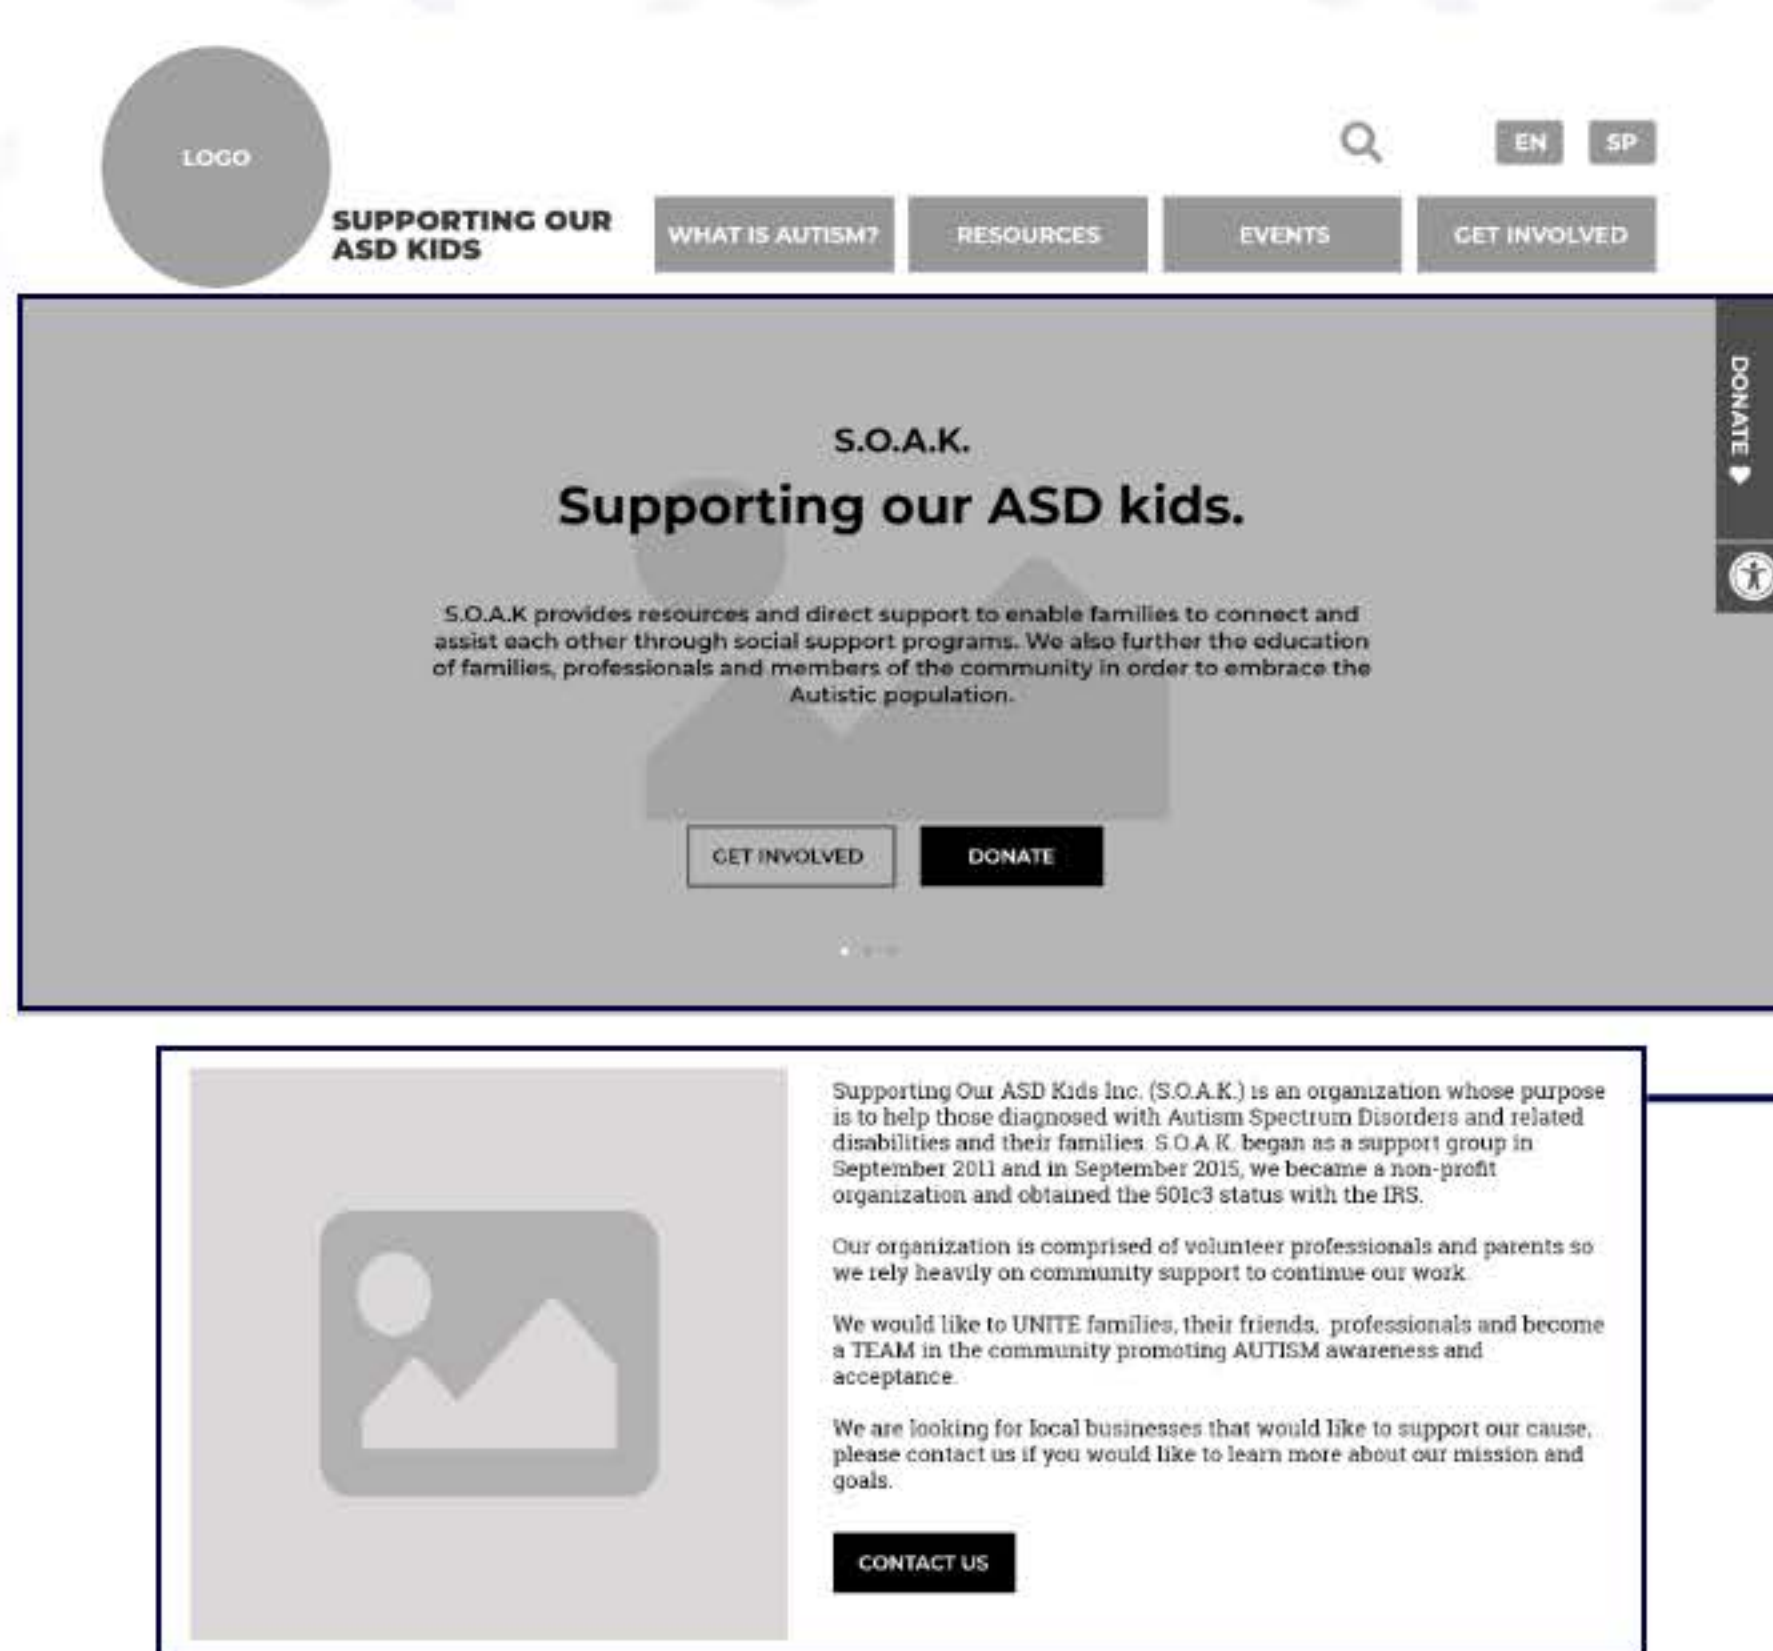 LOGO
EN
SP
SUPPORTING OUR
ASD KIDS
WHAT IS AUTISM?
RESOURCES
EVENTS
GET INVOLVED
DONATE
S.O.A.K.
Supporting our ASD kids.
S.O.A.K provides resources and direct support to enable families to connect and
assist each other through social support programs. We also further the education
of families, professionals and members of the community in order to embrace the
Autistic population.
GET INVOLVED
DONATE
Supporting Our ASD Kids Inc. (S.O.A.K.) is an organization whose purpose
is to help those diagnosed with Autism Spectrum Disorders and related
disabilities and their families. S.O.A.K. began as a support group in
September 2011 and in September 2015, we became a non-profit
organization and obtained the 501c3 status with the IRS.
Our organization is comprised of volunteer professionals and parents so
we rely heavily on community support to continue our work.
We would like to UNITE families, their friends, professionals and become
a TEAM in the community promoting AUTISM awareness and
acceptance.
We are looking for local businesses that would like to support our cause,
please contact us if you would like to learn more about our mission and
goals.
CONTACT US